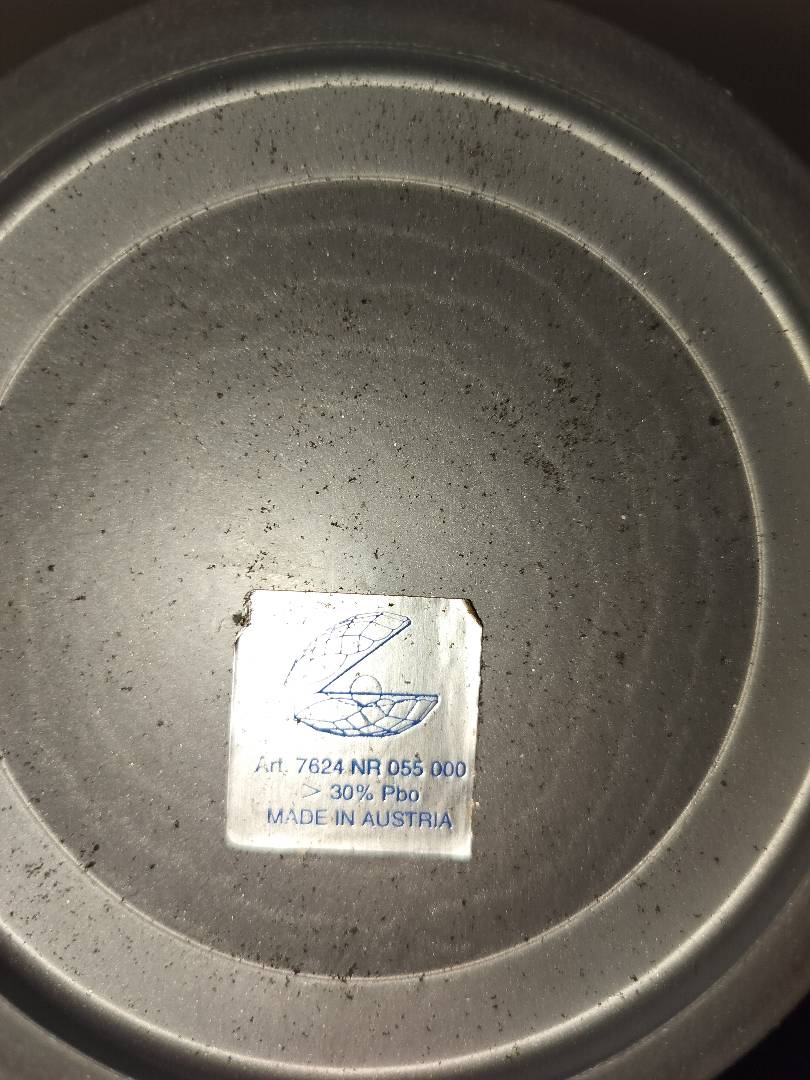 Art. 7624 NR 055 000
> 30% Pbo
MADE IN AUSTRIA